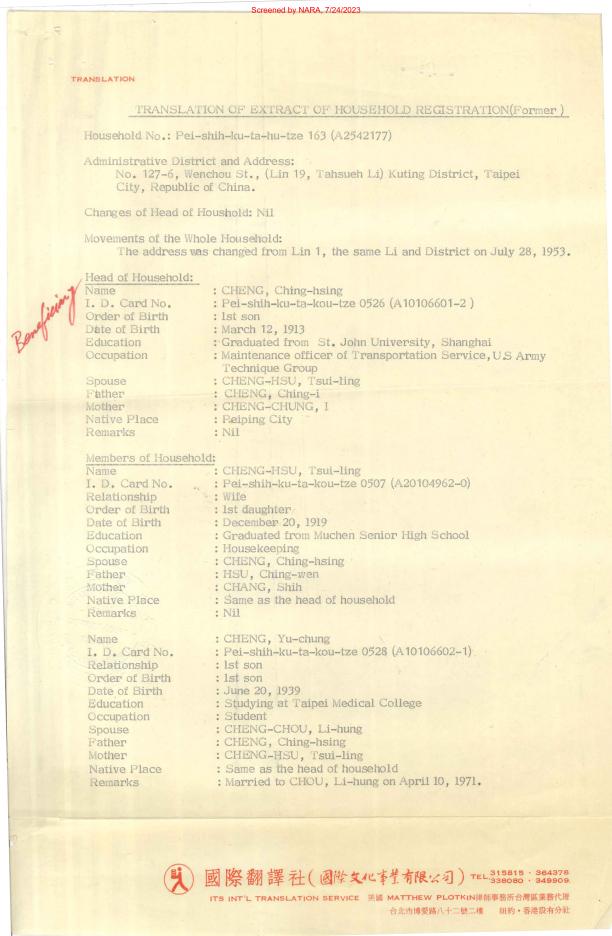 Screened by NARA, 7/24/2023
TRANSLATION
TRANSLATION OF EXTRACT OF HOUSEHOLD REGISTRATION(Former )
Household No.: Pei-shih-ku-ta-hu-tze 163 (A2542177)
Administrative District and Address:
No. 127-6, Wenchou St., (Lin 19, Tahsueh Li) Kuting District, Taipei
City, Republic of China.
Changes of Head of Houshold: Nil
Movements of the Whole Household:
The address was changed from Lin 1, the same Li and District on July 28, 1953.
Beneficiary
Head of Household:
Name : CHENG, Ching-hsing
I. D. Card No. : Pei-shih-ku-ta-kou-tze 0526 (A10106601-2 )
Order of Birth : 1st son
Date of Birth : March 12, 1913
Education : Graduated from St. John University, Shanghai
Occupation : Maintenance officer of Transportation Service, U.S Army
Technique Group
Spouse : CHENG-HSU, Tsui-ling
Father : CHENG, Ching-i
Mother : CHENG-CHUNG, I
Native Place : Peiping City
Remarks : Nil
Members of Household:
Name : CHENG-HSU, Tsui-ling
I. D. Card No. : Pei-shih-ku-ta-kou-tze 0507 (A20104962-0)
Relationship : Wife
Order of Birth : 1st daughter
Date of Birth : December 20, 1919
Education : Graduated from Muchen Senior High School
Occupation : Housekeeping
Spouse : CHENG, Ching-hsing
Father : HSU, Ching-wen
Mother : CHANG, Shih
Native Place : Same as the head of household
Remarks : Nil
Name : CHENG, Yu-chung
I. D. Card No. : Pei-shih-ku-ta-kou-tze 0528 (A10106602-1)
Relationship : 1st son
Order of Birth : 1st son
Date of Birth : June 20, 1939
Education : Studying at Taipei Medical College
Occupation : Student
Spouse : CHENG-CHOU, Li-hung
Father : CHENG, Ching-hsing
Mother : CHENG-HSU, Tsui-ling
Native Place : Same as the head of household
Remarks : Married to CHOU, Li-hung on April 10, 1971.
國際翻譯社(國際文化事業有限公司) TEL. 315815 · 364376
338080 · 349909
ITS INT'L TRANSLATION SERVICE 美國 MATTHEW PLOTKIN律師事務所台灣區業務代理
台北市博愛路八十二號二樓 紐約·香港設有分社